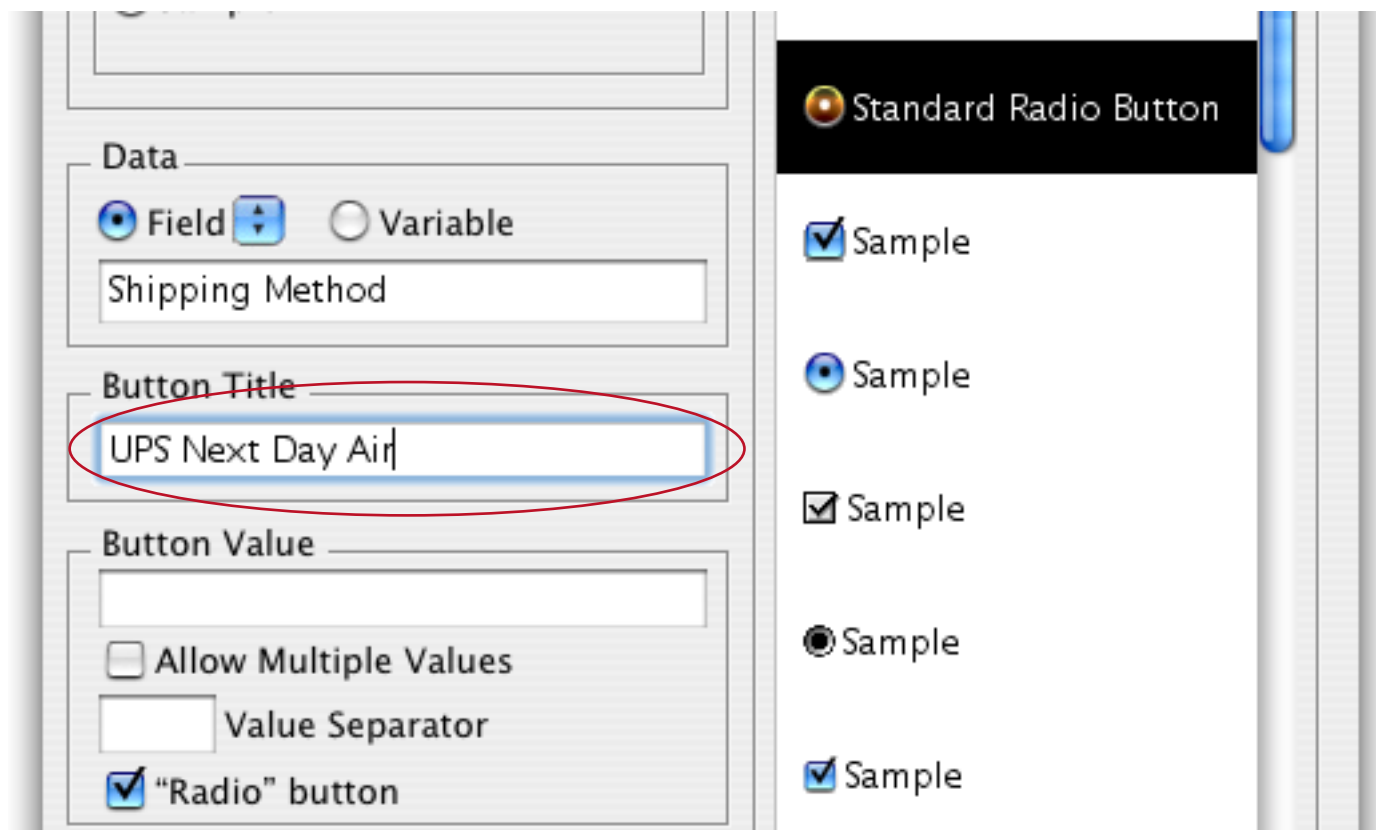 Data
Field Variable
Shipping Method
Button Title
UPS Next Day Air
Button Value
Allow Multiple Values
Value Separator
“Radio” button
Standard Radio Button
Sample
Sample
Sample
Sample
Sample